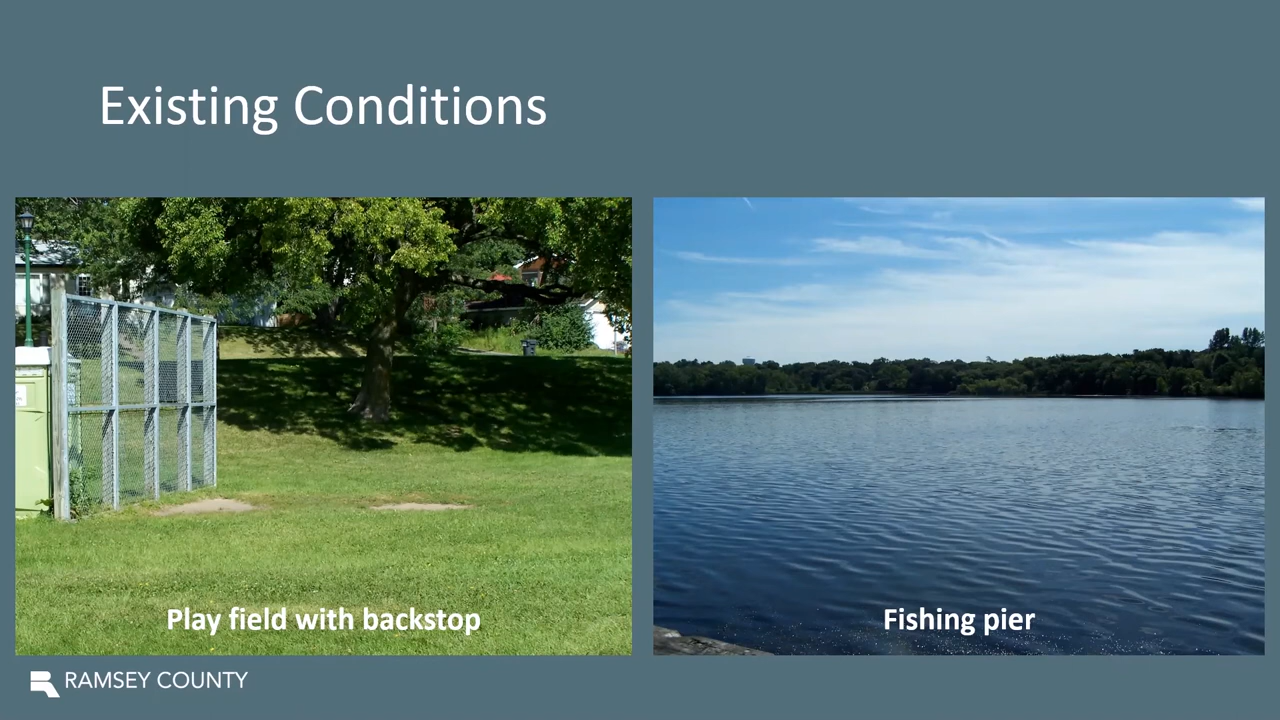 Existing Conditions
Play field with backstop
Fishing pier
RAMSEY COUNTY